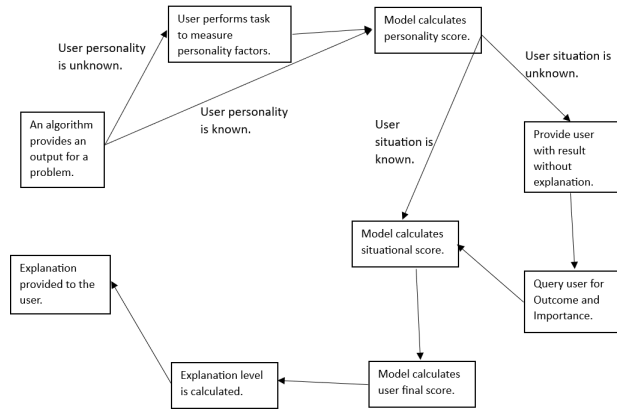 User performs task
to measure
personality factors.
Model calculates
personality score.
User personality
is unknown.
User situation is
unknown.
User personality
is known.
An algorithm
provides an
output for a
problem.
User
situation is
known.
Provide user
with result
without
explanation.
Model calculates
situational score.
Explanation
provided to the
user.
Query user for
Outcome and
Importance.
Explanation level
is calculated.
Model calculates
user final score.